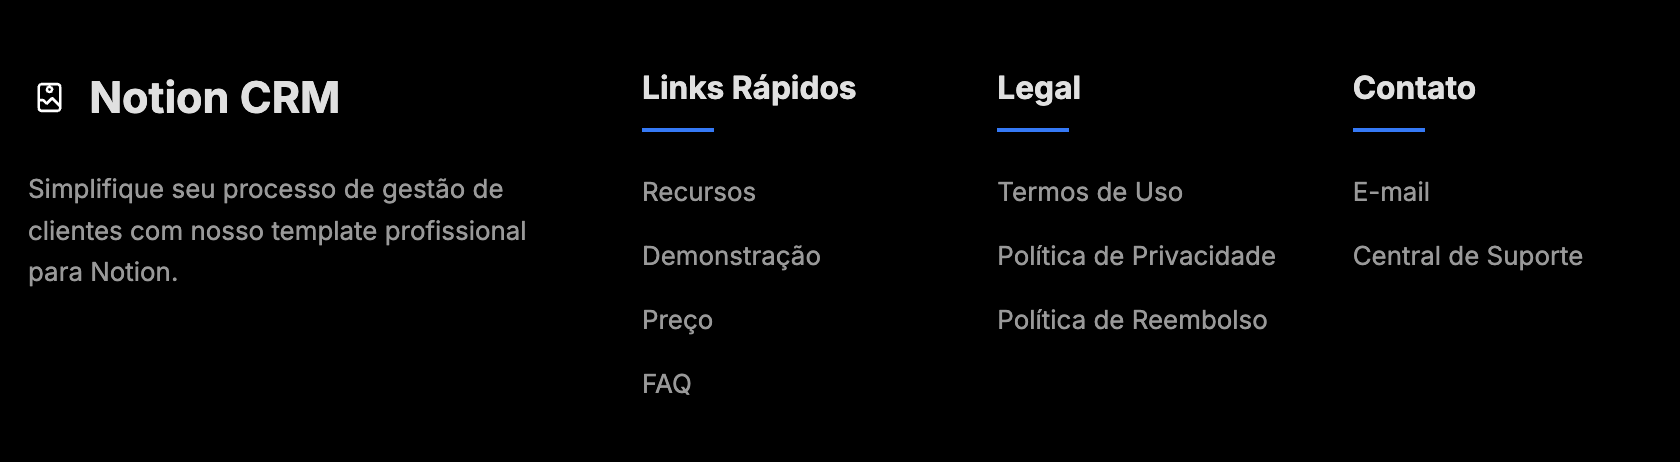 Notion CRM
Simplifique seu processo de gestão de
clientes com nosso template profissional
para Notion.
Links Rápidos
Recursos
Demonstração
Preço
FAQ
Legal
Termos de Uso
Política de Privacidade
Política de Reembolso
Contato
E-mail
Central de Suporte